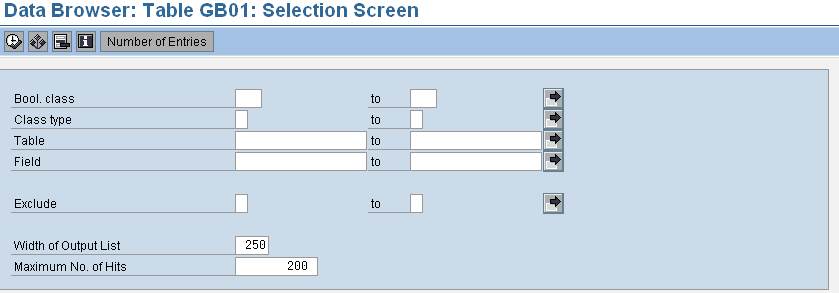 Data Browser: Table GB01: Selection Screen
Number of Entries
Bool. class to
Class type to
Table to
Field to
Exclude to
Width of Output List 250
Maximum No. of Hits 200